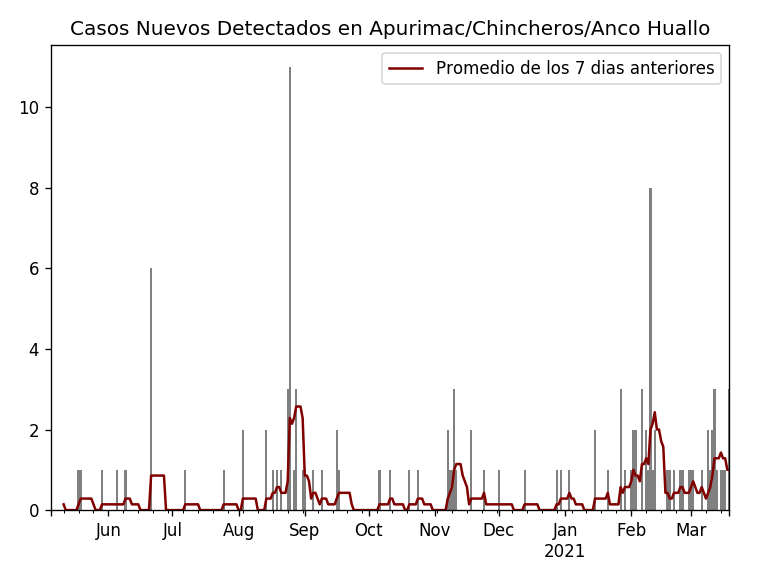 Casos Nuevos Detectados en Apurimac/Chincheros/Anco Huallo
Promedio de los 7 dias anteriores
10
8
6
4
2
0
Jun Jul Aug Sep Oct Nov Dec Jan Feb Mar
2021